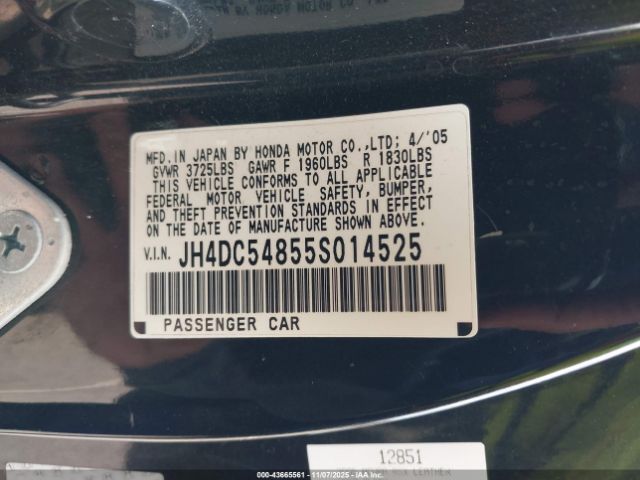 MFD.IN JAPAN BY HONDA MOTOR CO.,LTD; 4/'05
GVWR 3725LBS GAWR F 1960LBS R 1830LBS
THIS VEHICLE CONFORMS TO ALL APPLICABLE
FEDERAL MOTOR VEHICLE SAFETY, BUMPER,
AND THEFT PREVENTION STANDARDS IN EFFECT
ON THE DATE OF MANUFACTURE SHOWN ABOVE.
V.I.N. JH4DC54855S014525
PASSENGER CAR
12851
LEATHER
00-43665561 | 11/07/2025 | IAA INC